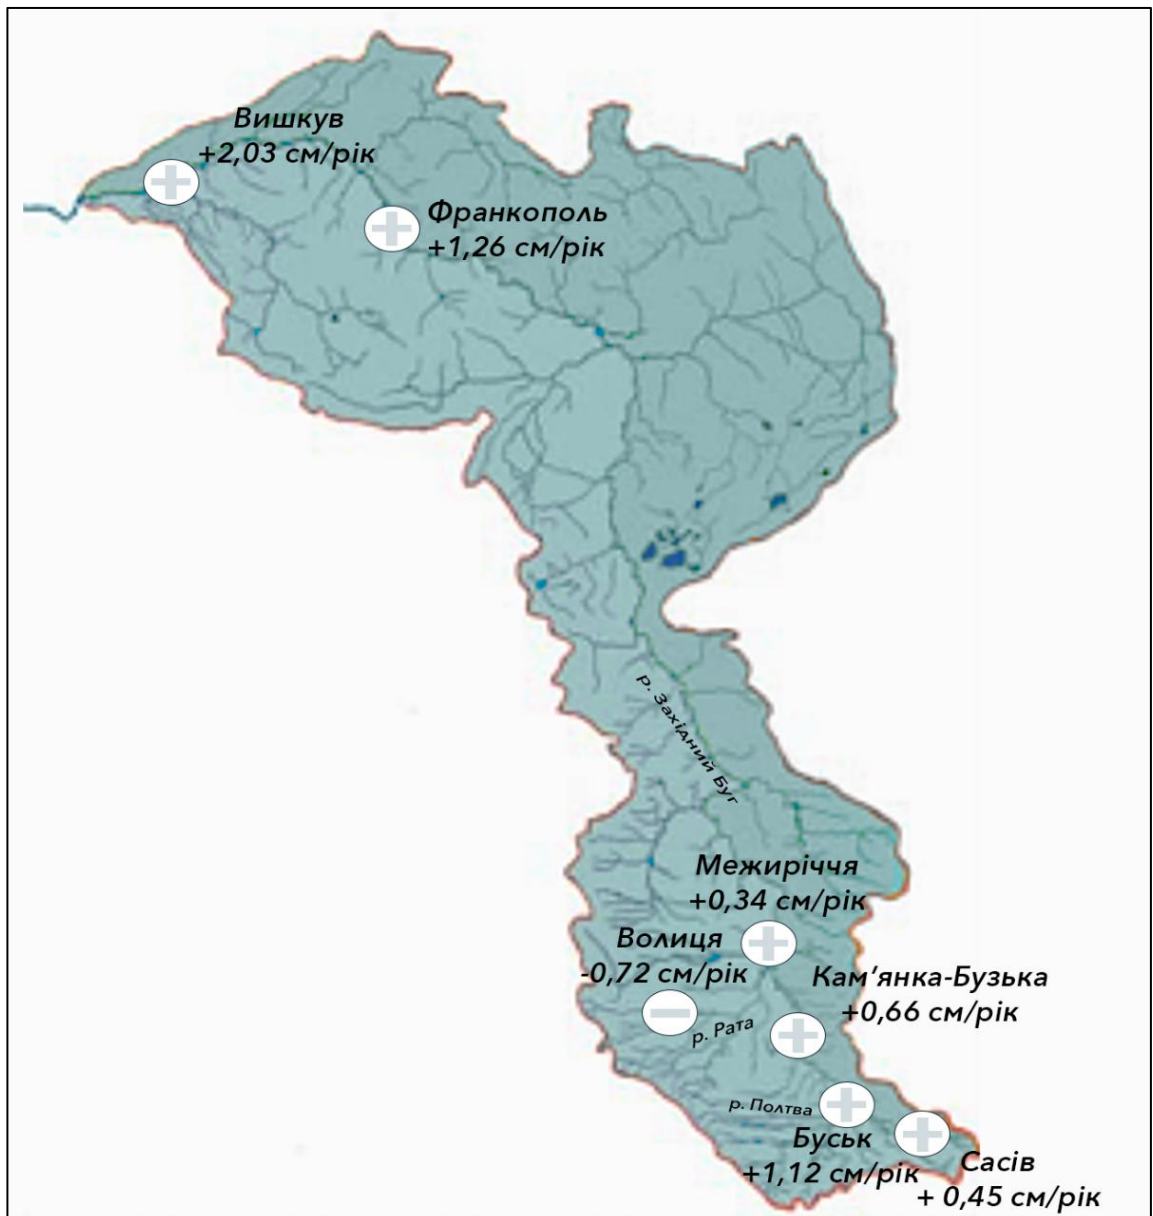 Вишкув
+2,03 см/рік
Франкополь
+1,26 см/рік
р. Західний Буг
Межиріччя
+0,34 см/рік
Волиця
-0,72 см/рік
Кам'янка-Бузька
+0,66 см/рік
р. Рата
р. Полтва
Буськ
+1,12 см/рік
Сасів
+ 0,45 см/рік